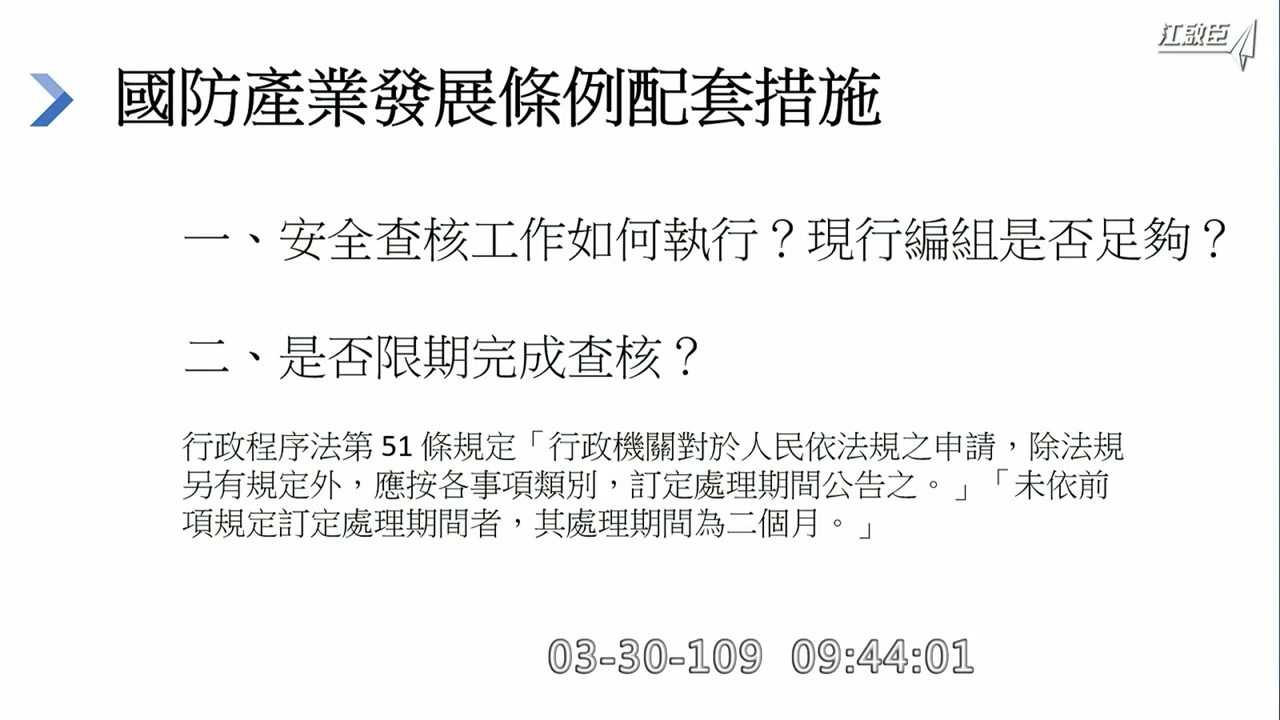 江啟臣
國防產業發展條例配套措施
一、安全查核工作如何執行？現行編組是否足夠？
二、是否限期完成查核？
行政程序法第 51 條規定「行政機關對於人民依法規之申請，除法規
另有規定外，應按各事項類別，訂定處理期間公告之。」「未依前
項規定訂定處理期間者，其處理期間為二個月。」
03-30-109 09:44:01